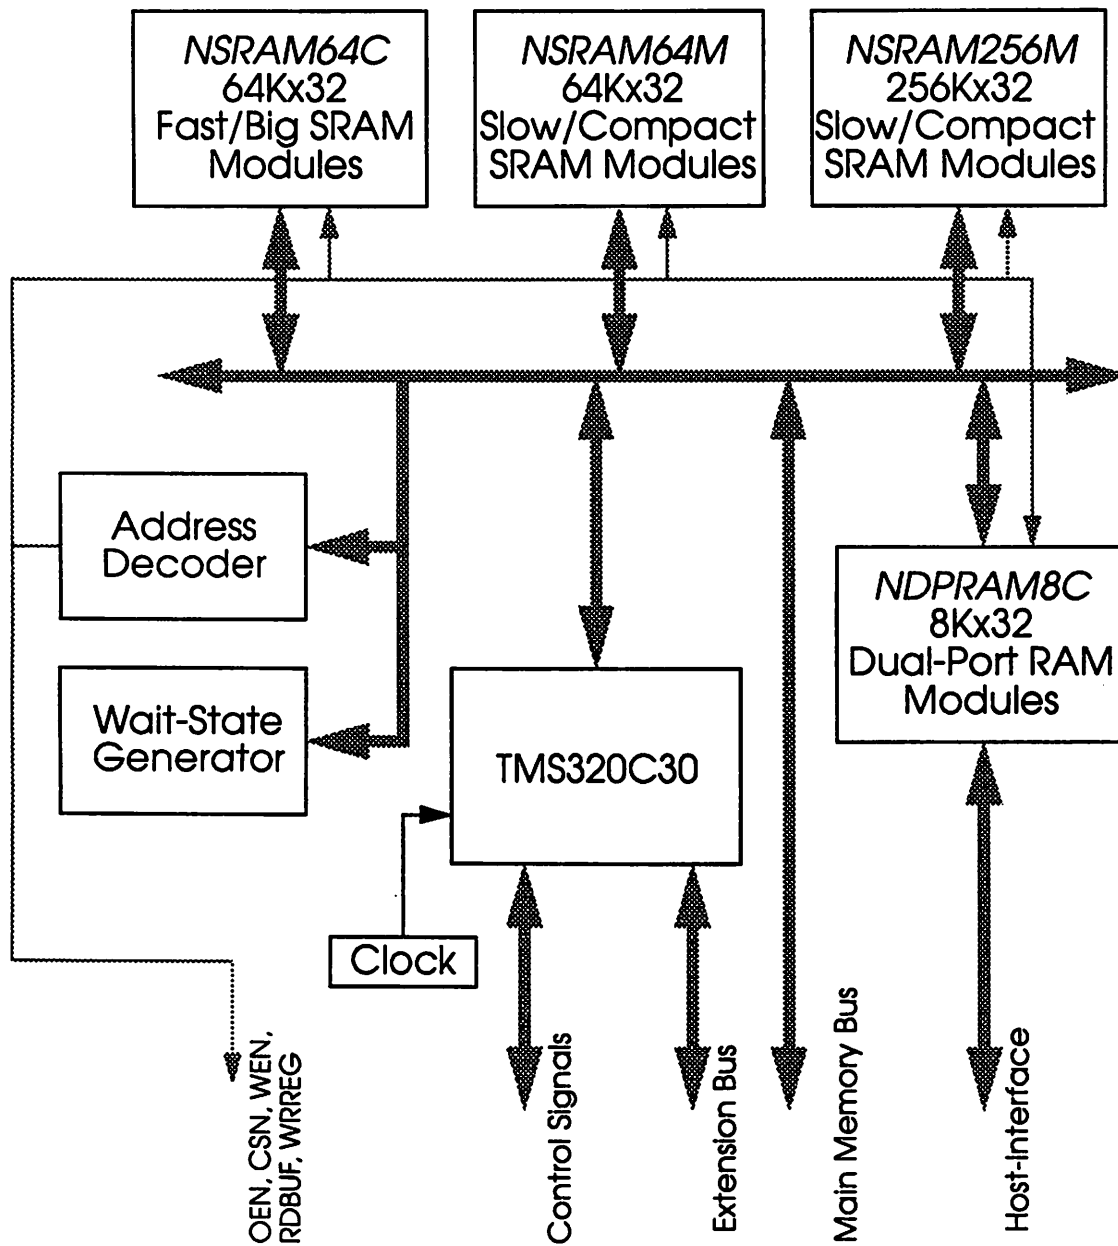 NSRAM64C
64Kx32
Fast/Big SRAM
Modules
NSRAM64M
64Kx32
Slow/Compact
SRAM Modules
NSRAM256M
256Kx32
Slow/Compact
SRAM Modules
Address
Decoder
Wait-State
Generator
TMS320C30
NDPRAM8C
8Kx32
Dual-Port RAM
Modules
Clock
OEN, CSN, WEN,
RDBUF, WRREG
Control Signals
Extension Bus
Main Memory Bus
Host-Interface